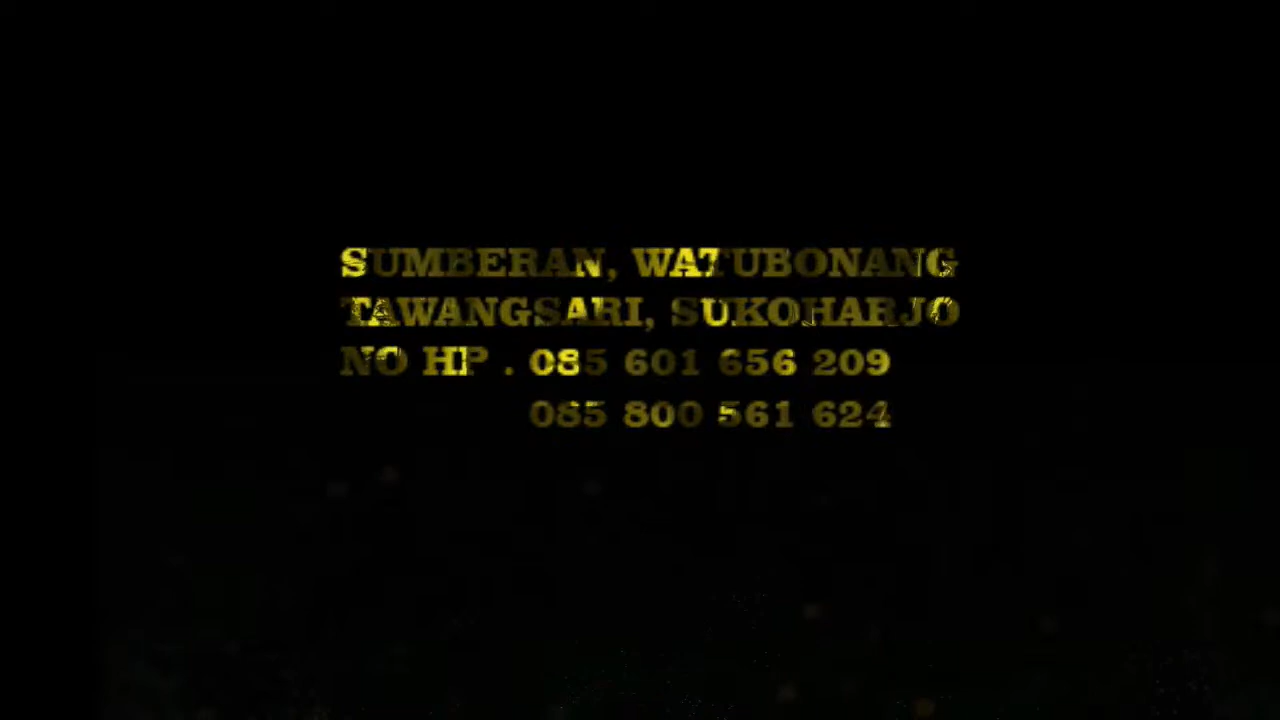 SUMBERAN, WATUBONANG
TAWANGSARI, SUKOHARJO
NO HP . 085 601 656 209
085 800 561 624